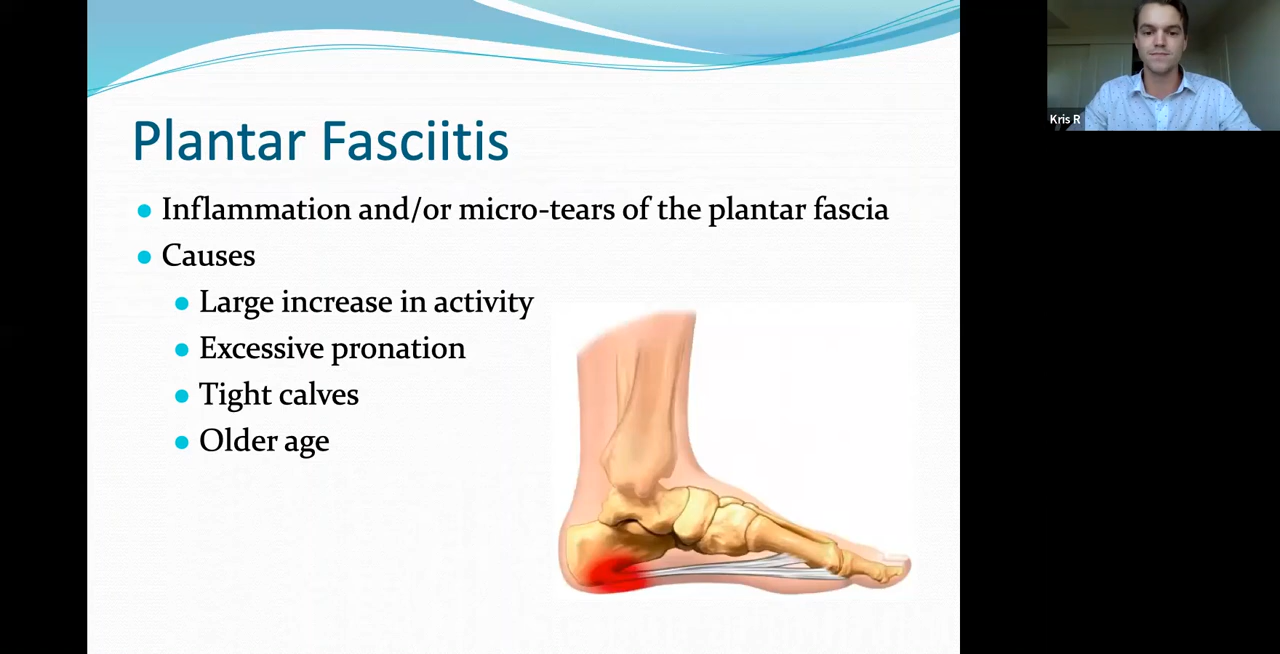 Plantar Fasciitis
Inflammation and/or micro-tears of the plantar fascia
Causes
Large increase in activity
Excessive pronation
Tight calves
Older age
Kris R